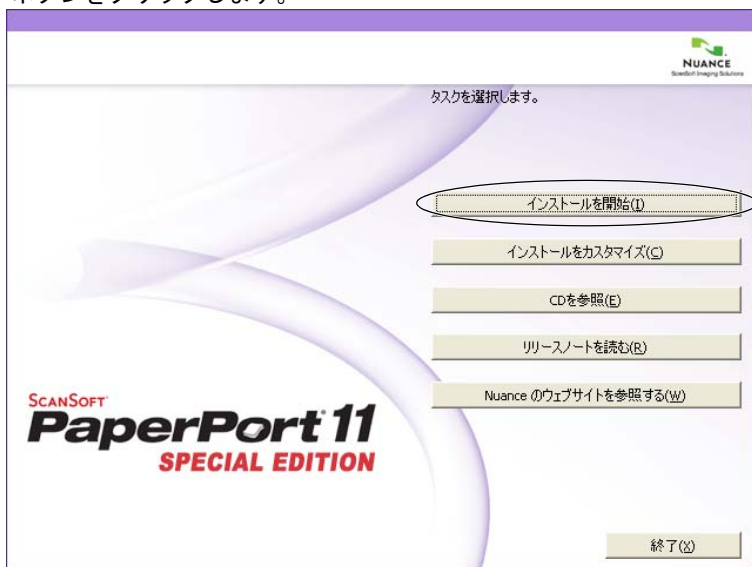 ボタンをクリックします。
NUANCE
ScanSoft Imaging Solutions
タスクを選択します。
インストールを開始(I)
インストールをカスタマイズ(C)
CDを参照(E)
リリースノートを読む(R)
Nuance のウェブサイトを参照する(W)
SCANSOFT
PaperPort 11
SPECIAL EDITION
終了(X)